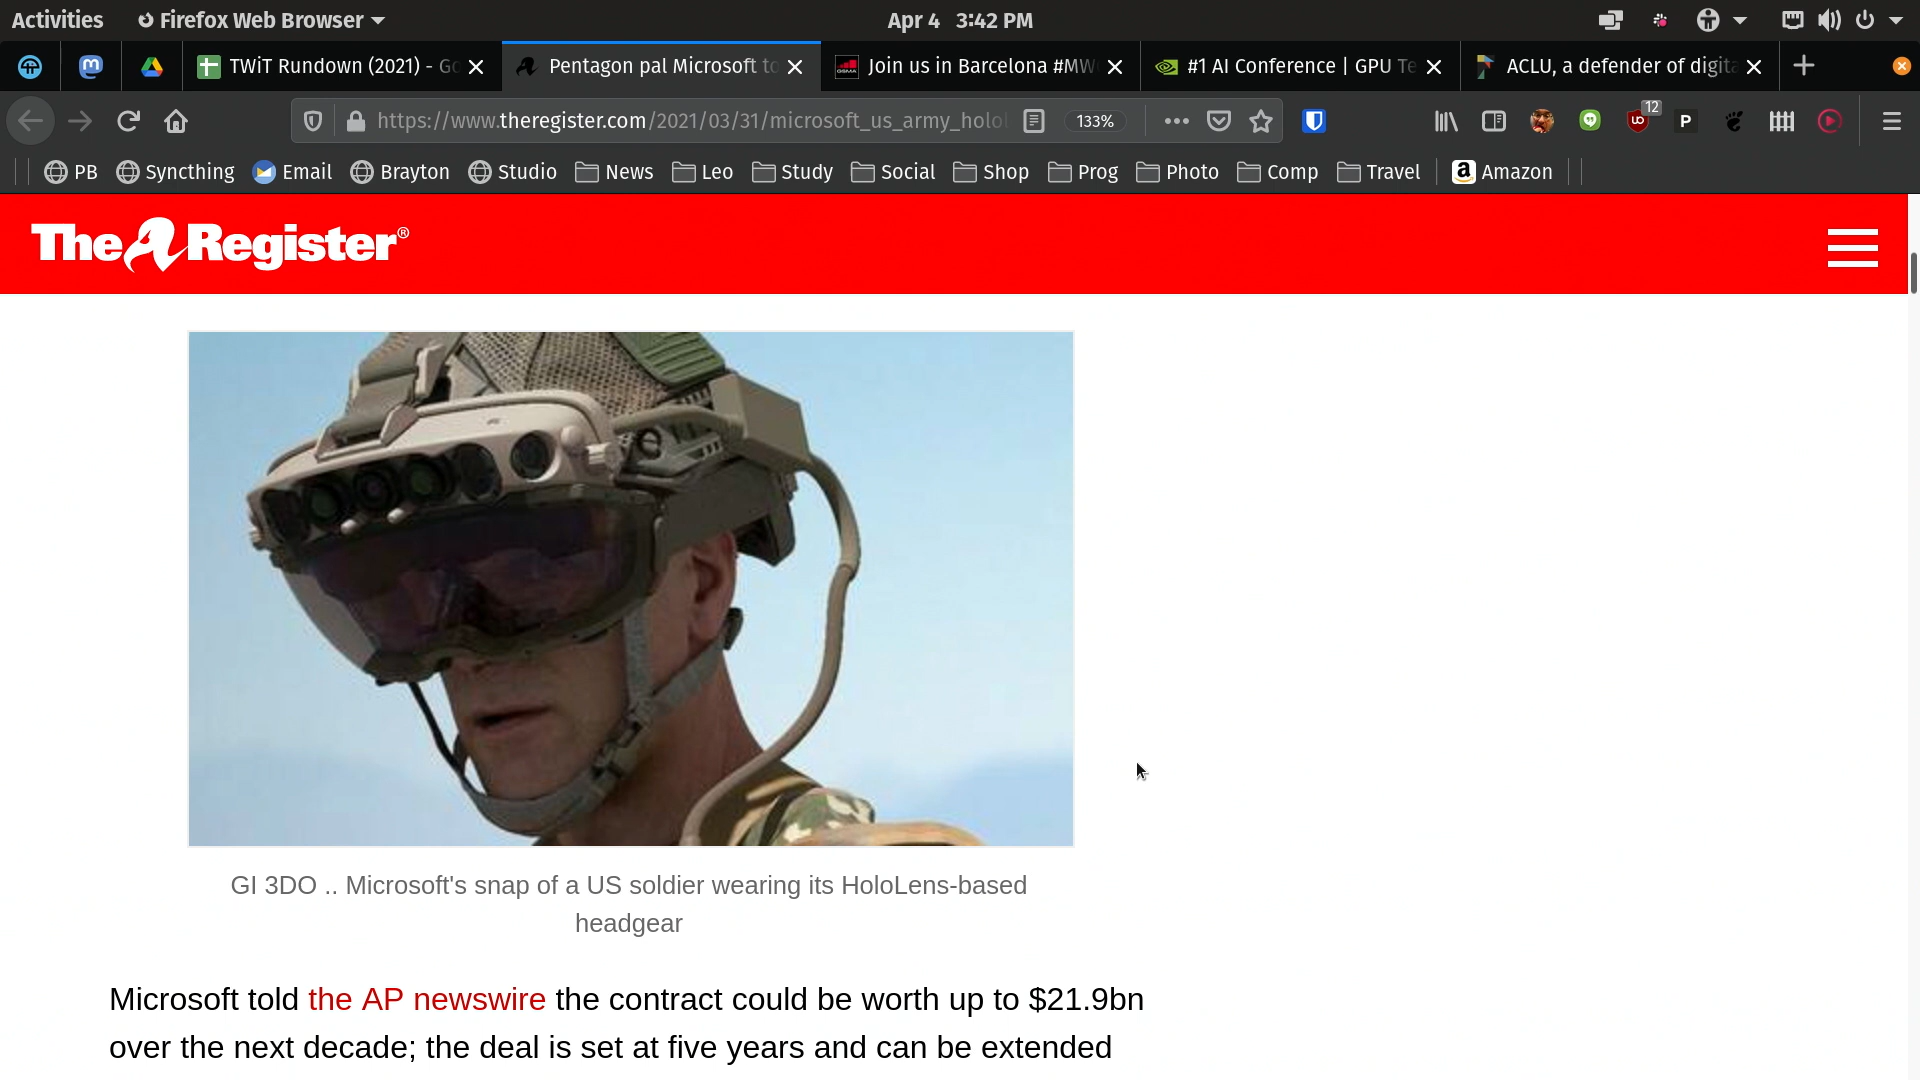 Activities Firefox Web Browser Apr 4 3:42 PM
TWiT Rundown (2021) - Go Pentagon pal Microsoft to Join us in Barcelona #MW #1 AI Conference | GPU Te ACLU, a defender of digita
https://www.theregister.com/2021/03/31/microsoft_us_army_holol 133% 12 P
PB Syncthing Email Brayton Studio News Leo Study Social Shop Prog Photo Comp Travel Amazon
The Register®
GI 3DO .. Microsoft's snap of a US soldier wearing its HoloLens-based
headgear
Microsoft told the AP newswire the contract could be worth up to $21.9bn
over the next decade; the deal is set at five years and can be extended